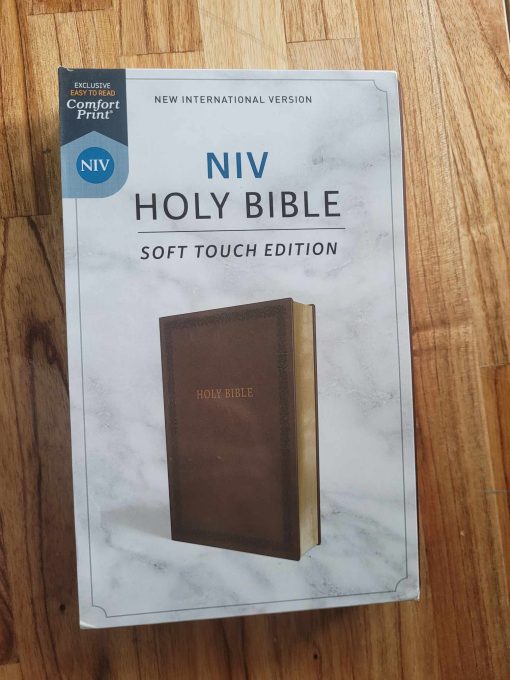 EXCLUSIVE
EASY TO READ
Comfort
Print®
NIV
NEW INTERNATIONAL VERSION
NIV
HOLY BIBLE
SOFT TOUCH EDITION
HOLY BIBLE